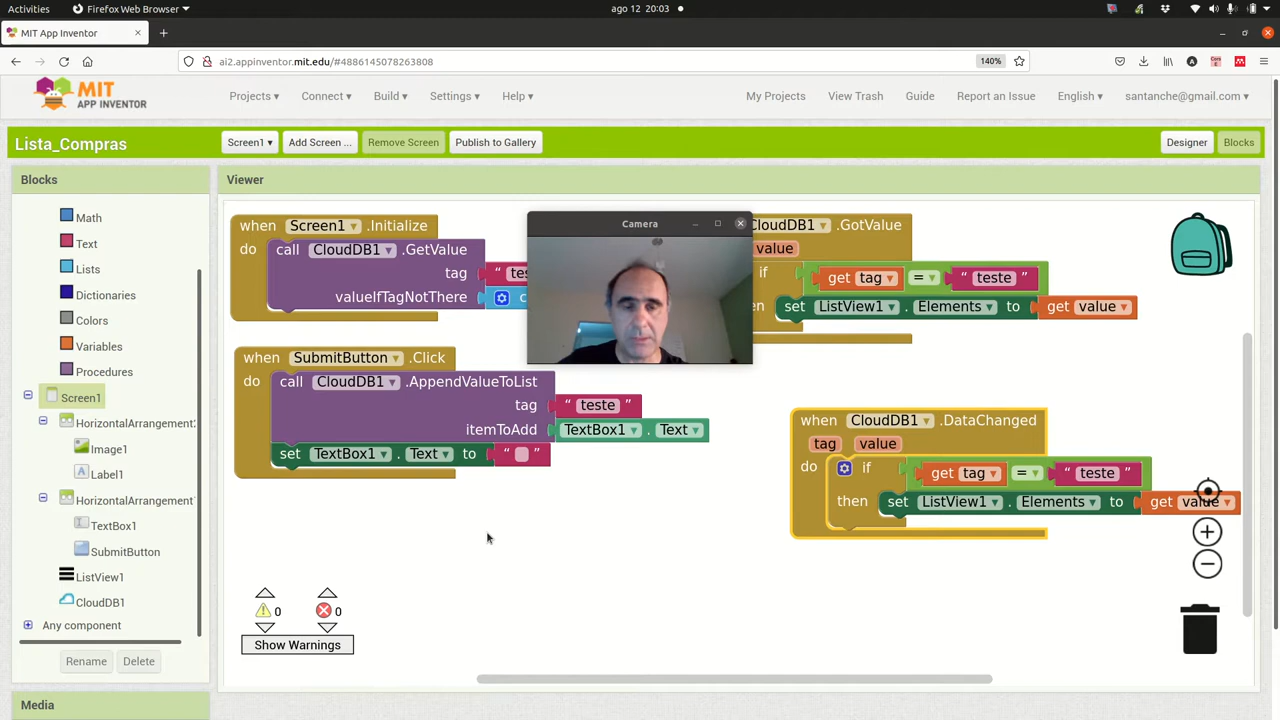 Activities
Firefox Web Browser ▾
ago 12 20:03
MIT App Inventor
ai2.appinventor.mit.edu/#4886145078263808
140%
MIT
APP INVENTOR
Projects ▾
Connect ▾
Build ▾
Settings ▾
Help ▾
My Projects
View Trash
Guide
Report an Issue
English ▾
santanche@gmail.com ▾
Lista_Compras
Screen1 ▾
Add Screen ...
Remove Screen
Publish to Gallery
Designer
Blocks
Blocks
Viewer
Math
Text
Lists
Dictionaries
Colors
Variables
Procedures
Screen1
HorizontalArrangement
Image1
Label1
HorizontalArrangement
TextBox1
SubmitButton
ListView1
CloudDB1
Any component
Rename
Delete
Media
when Screen1 .Initialize
do call CloudDB1 .GetValue
tag " tes
valueIfTagNotThere c
Camera
CloudDB1 .GotValue
value
if get tag = " teste "
set ListView1 . Elements to get value
when SubmitButton .Click
do call CloudDB1 .AppendValueToList
tag " teste "
itemToAdd TextBox1 . Text
set TextBox1 . Text to " "
when CloudDB1 .DataChanged
tag value
do if get tag = " teste "
then set ListView1 . Elements to get value
0 0
Show Warnings